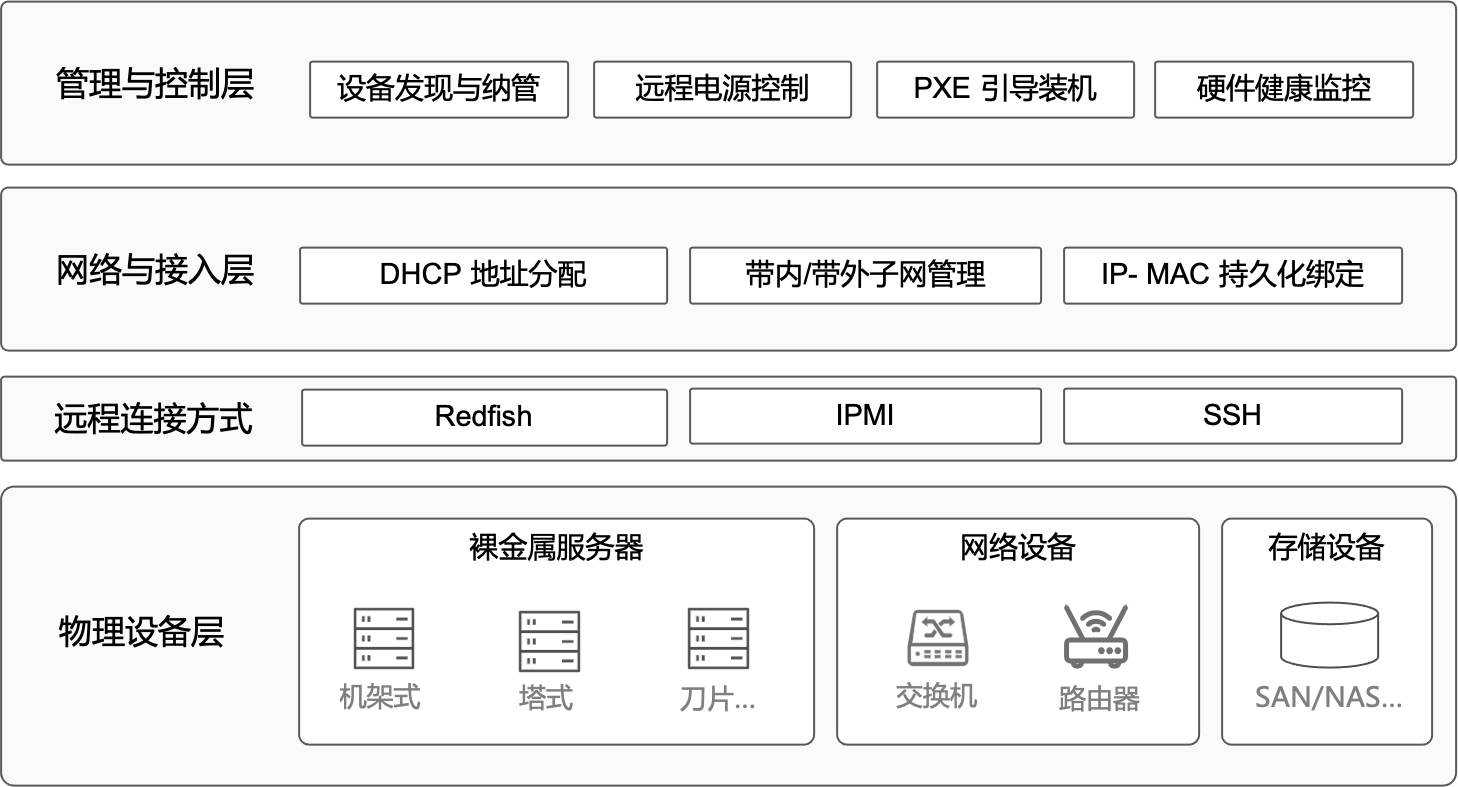 管理与控制层
设备发现与纳管
远程电源控制
PXE 引导装机
硬件健康监控
网络与接入层
DHCP 地址分配
带内/带外子网管理
IP- MAC 持久化绑定
远程连接方式
Redfish
IPMI
SSH
物理设备层
裸金属服务器
机架式
塔式
刀片...
网络设备
交换机
路由器
存储设备
SAN/NAS...